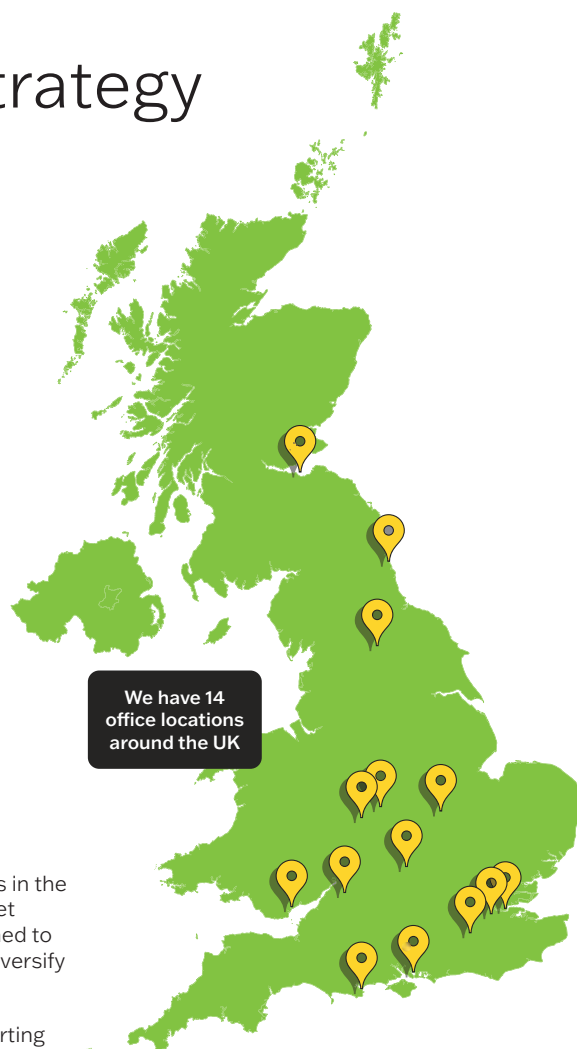 trategy
We have 14
office locations
around the UK
s in the
et
ed to
versify
rting